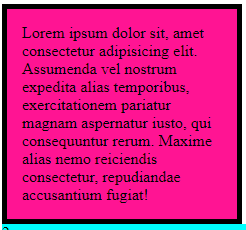 Lorem ipsum dolor sit, amet
consectetur adipisicing elit.
Assumenda vel nostrum
expedita alias temporibus,
exercitationem pariatur
magnam aspernatur iusto, qui
consequuntur rerum. Maxime
alias nemo reiciendis
consectetur, repudiandae
accusantium fugiat!